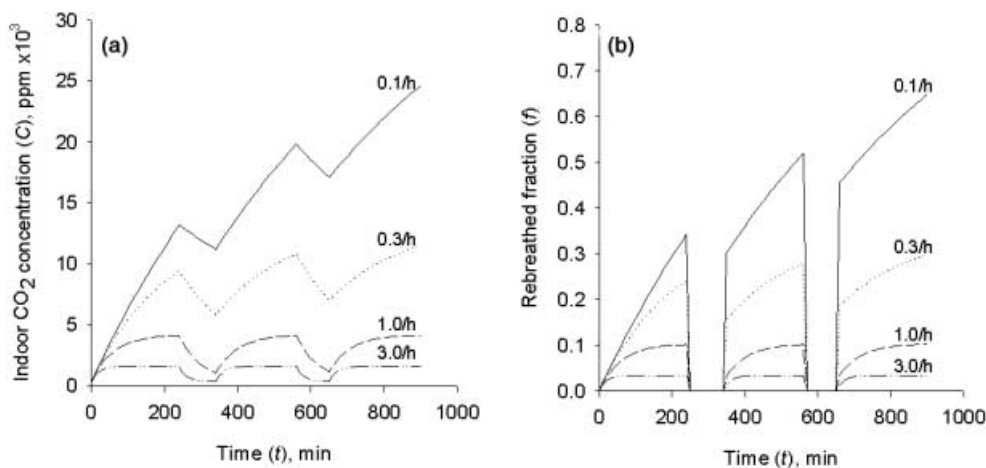 (a)
Indoor CO2 concentration (C), ppm x10³
30
25
20
15
10
5
0
0.1/h
0.3/h
1.0/h
3.0/h
0 200 400 600 800 1000
Time (t), min
(b)
Rebreathed fraction (f)
0.8
0.7
0.6
0.5
0.4
0.3
0.2
0.1
0.0
0.1/h
0.3/h
1.0/h
3.0/h
0 200 400 600 800 1000
Time (t), min